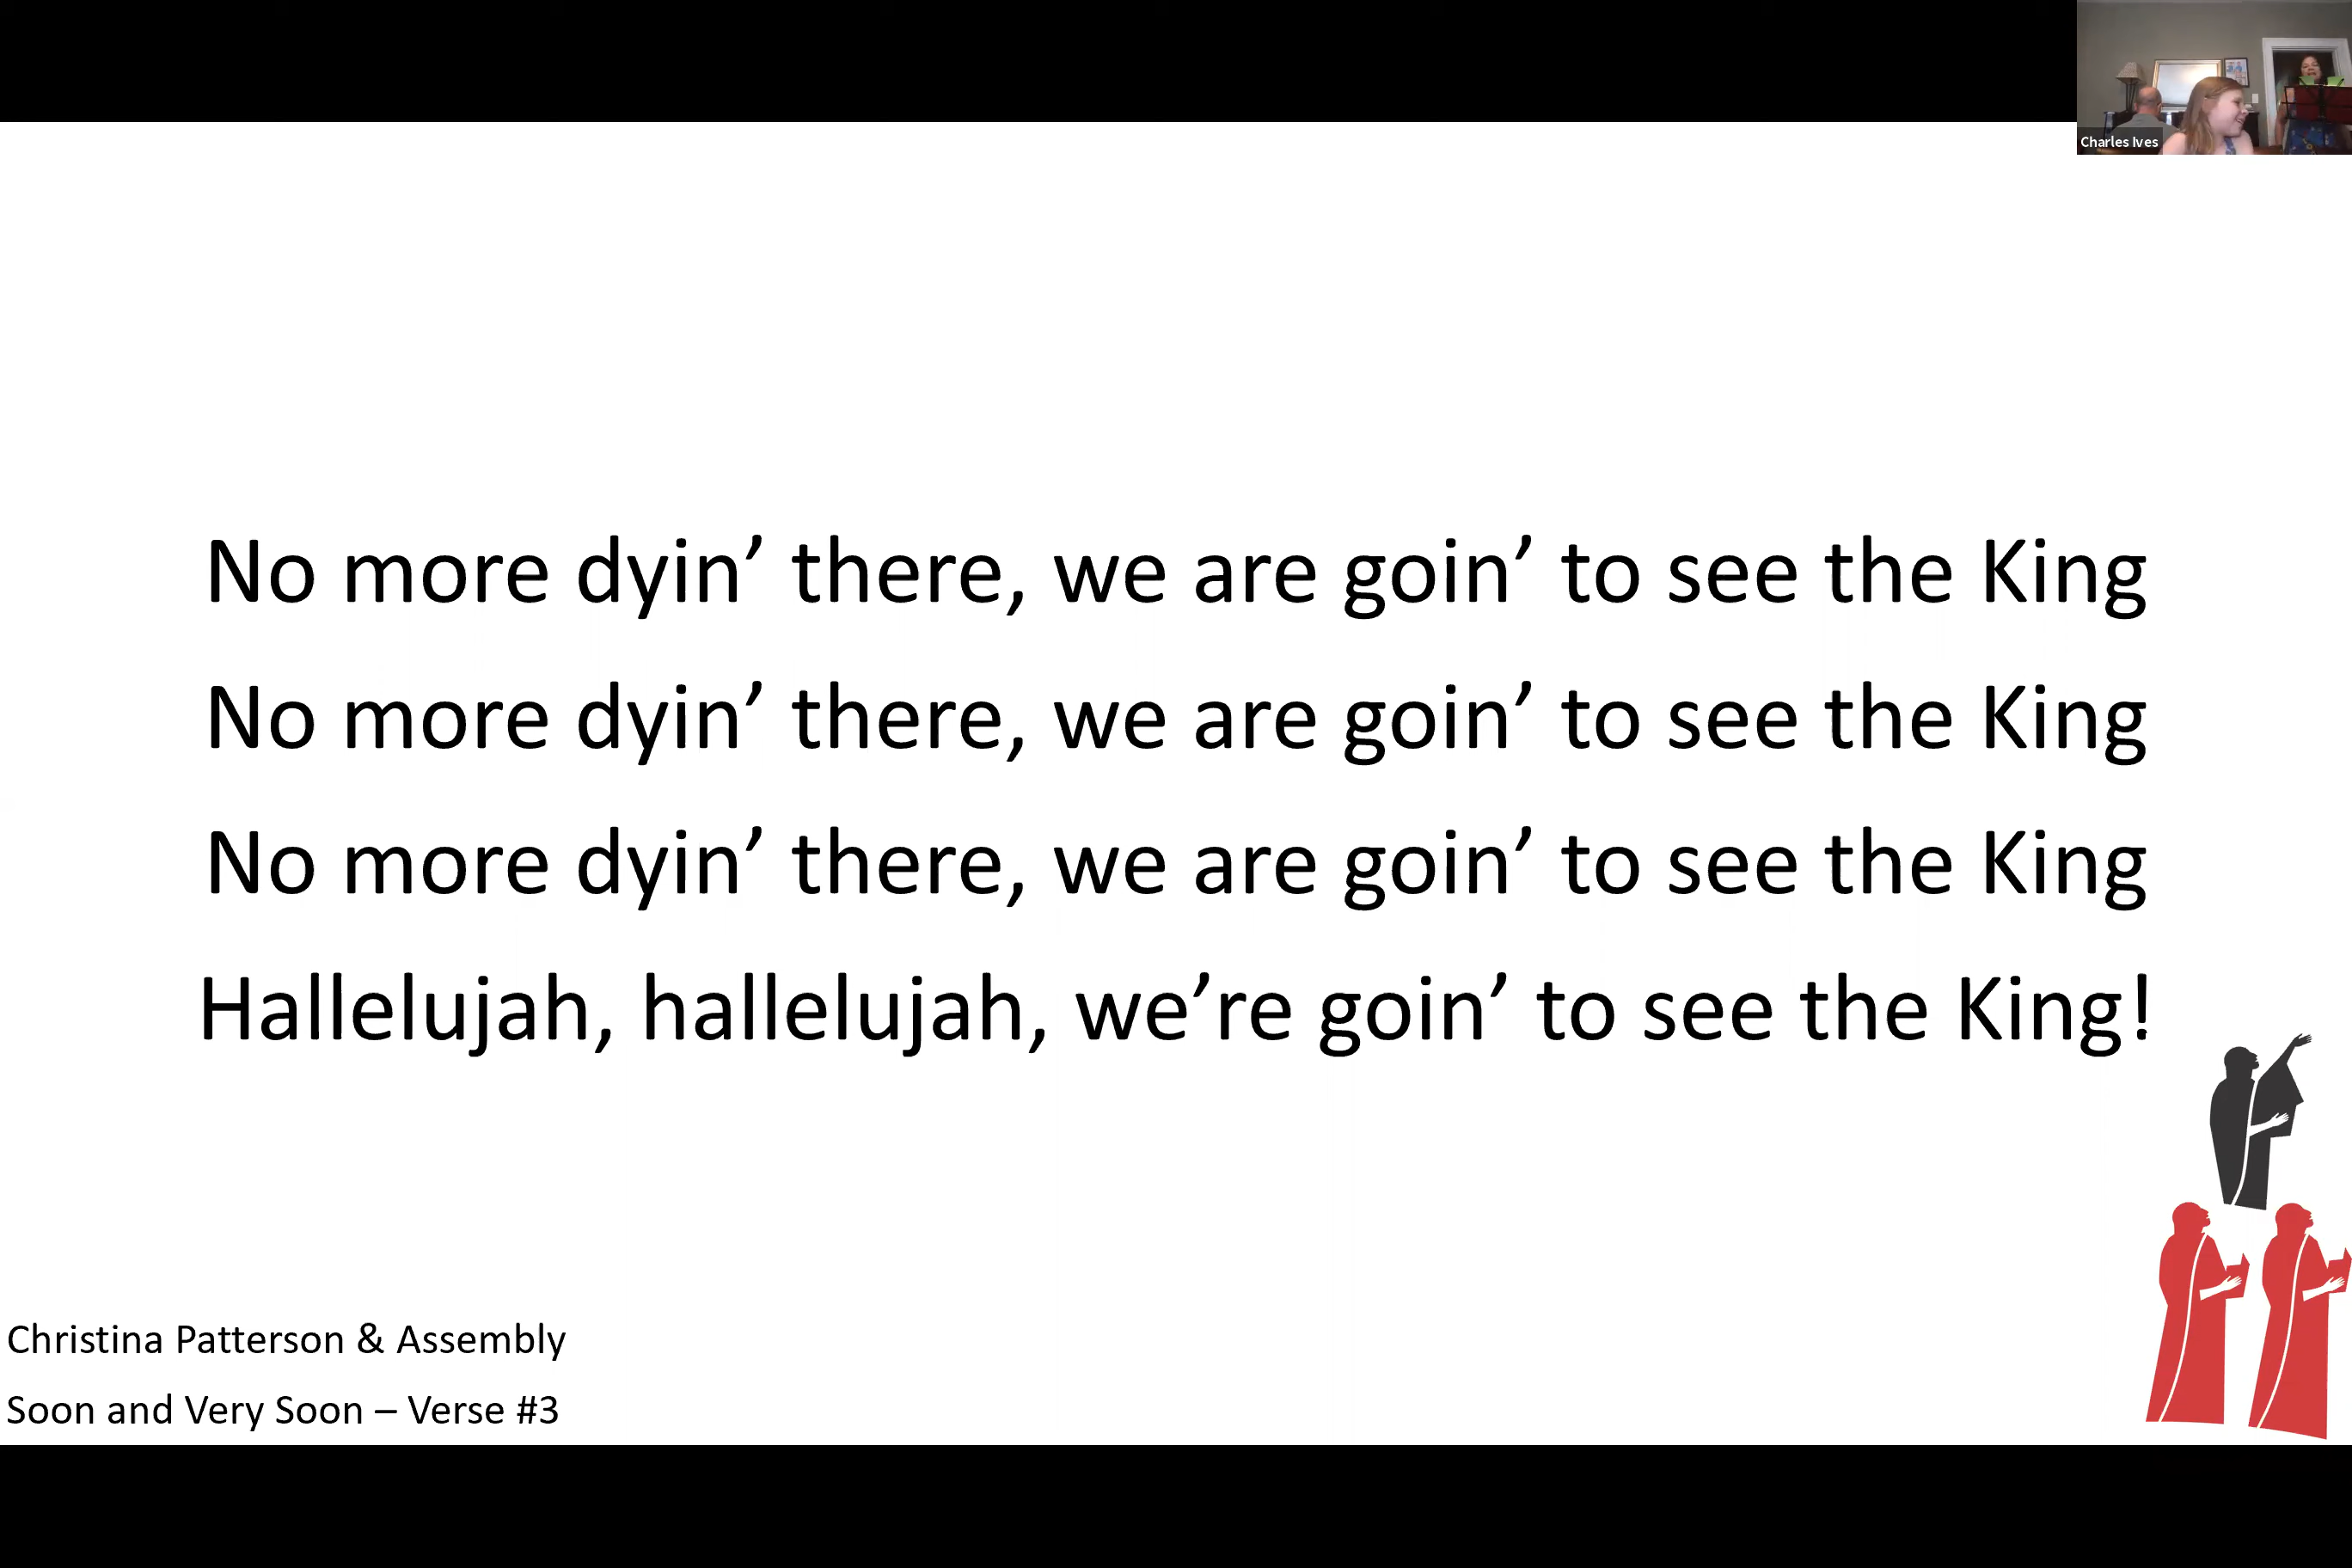 Charles Ives
No more dyin’ there, we are goin’ to see the King
No more dyin’ there, we are goin’ to see the King
No more dyin’ there, we are goin’ to see the King
Hallelujah, hallelujah, we’re goin’ to see the King!
Christina Patterson & Assembly
Soon and Very Soon – Verse #3